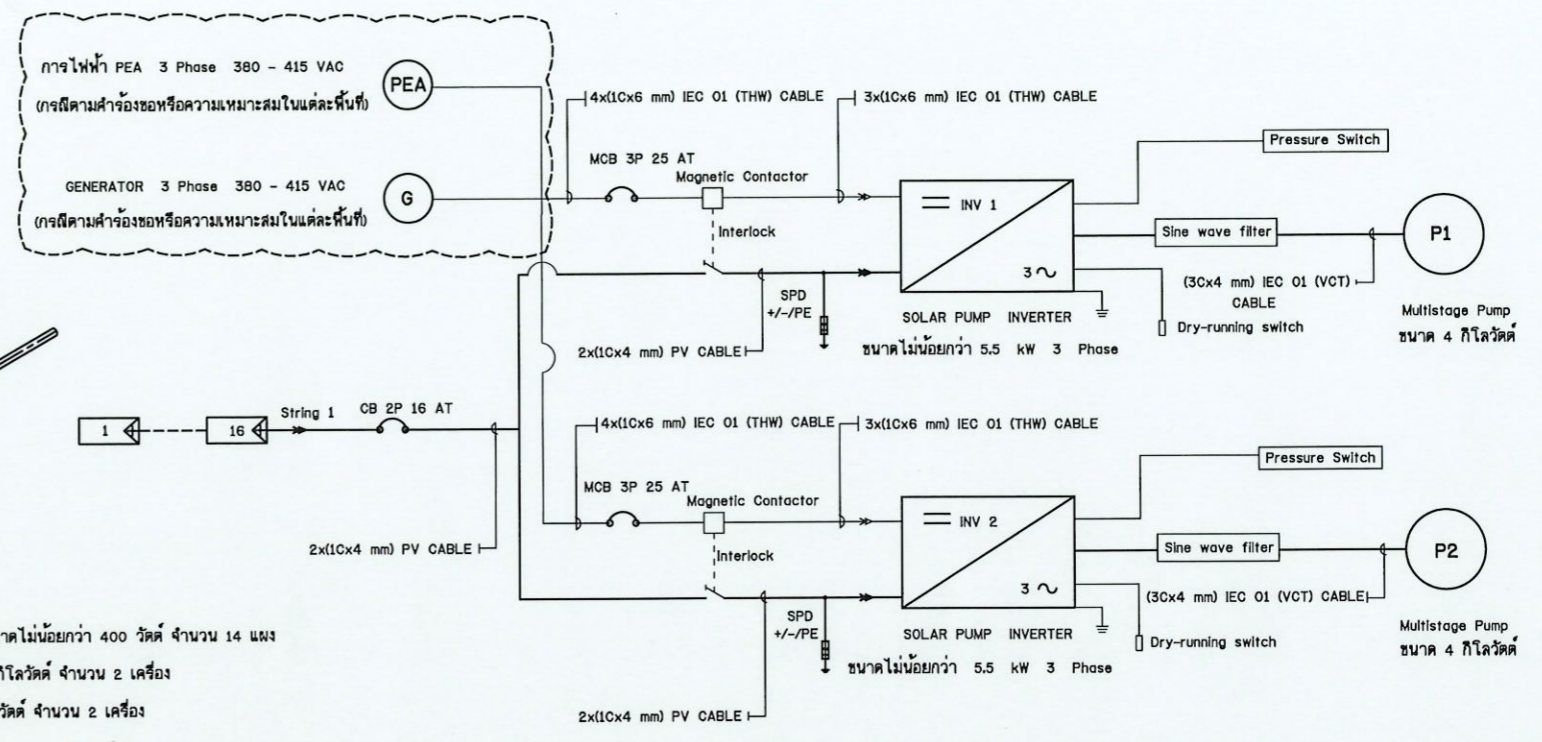 การไฟฟ้า PEA 3 Phase 380 - 415 VAC
(กรณีตามคำร้องขอหรือความเหมาะสมในแต่ละพื้นที่)
PEA
GENERATOR 3 Phase 380 - 415 VAC
(กรณีตามคำร้องขอหรือความเหมาะสมในแต่ละพื้นที่)
G
4x(1Cx6 mm) IEC 01 (THW) CABLE
3x(1Cx6 mm) IEC 01 (THW) CABLE
MCB 3P 25 AT
Magnetic Contactor
Interlock
SPD
+/-/PE
2x(1Cx4 mm) PV CABLE
INV 1
3
SOLAR PUMP INVERTER
ขนาดไม่น้อยกว่า 5.5 kW 3 Phase
Pressure Switch
Sine wave filter
(3Cx4 mm) IEC 01 (VCT)
CABLE
Dry-running switch
P1
Multistage Pump
ขนาด 4 กิโลวัตต์
1
16
String 1
CB 2P 16 AT
2x(1Cx4 mm) PV CABLE
4x(1Cx6 mm) IEC 01 (THW) CABLE
3x(1Cx6 mm) IEC 01 (THW) CABLE
MCB 3P 25 AT
Magnetic Contactor
Interlock
SPD
+/-/PE
2x(1Cx4 mm) PV CABLE
INV 2
3
SOLAR PUMP INVERTER
ขนาดไม่น้อยกว่า 5.5 kW 3 Phase
Pressure Switch
Sine wave filter
(3Cx4 mm) IEC 01 (VCT) CABLE
Dry-running switch
P2
Multistage Pump
ขนาด 4 กิโลวัตต์
าดไม่น้อยกว่า 400 วัตต์ จำนวน 14 แผง
กิโลวัตต์ จำนวน 2 เครื่อง
วัตต์ จำนวน 2 เครื่อง